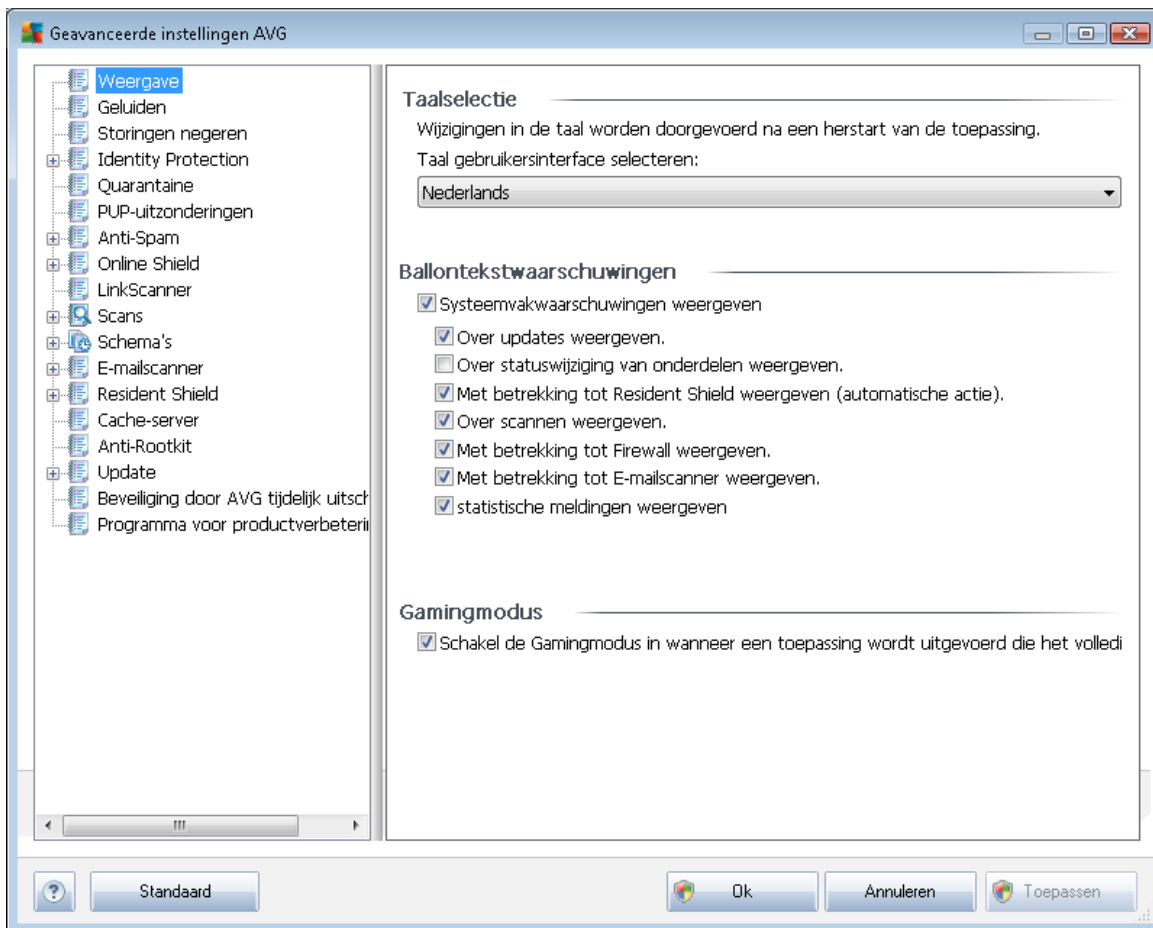 Geavanceerde instellingen AVG
Weergave
Geluiden
Storingen negeren
Identity Protection
Quarantaine
PUP-uitzonderingen
Anti-Spam
Online Shield
LinkScanner
Scans
Schema's
E-mailscanner
Resident Shield
Cache-server
Anti-Rootkit
Update
Beveiliging door AVG tijdelijk uitsch
Programma voor productverbeteri
Taalselectie
Wijzigingen in de taal worden doorgevoerd na een herstart van de toepassing.
Taal gebruikersinterface selecteren:
Nederlands
Ballontekstwaarschuwingen
Systeemvakwaarschuwingen weergeven
Over updates weergeven.
Over statuswijziging van onderdelen weergeven.
Met betrekking tot Resident Shield weergeven (automatische actie).
Over scannen weergeven.
Met betrekking tot Firewall weergeven.
Met betrekking tot E-mailscanner weergeven.
statistische meldingen weergeven
Gamingmodus
Schakel de Gamingmodus in wanneer een toepassing wordt uitgevoerd die het volledi
?
Standaard
Ok
Annuleren
Toepassen